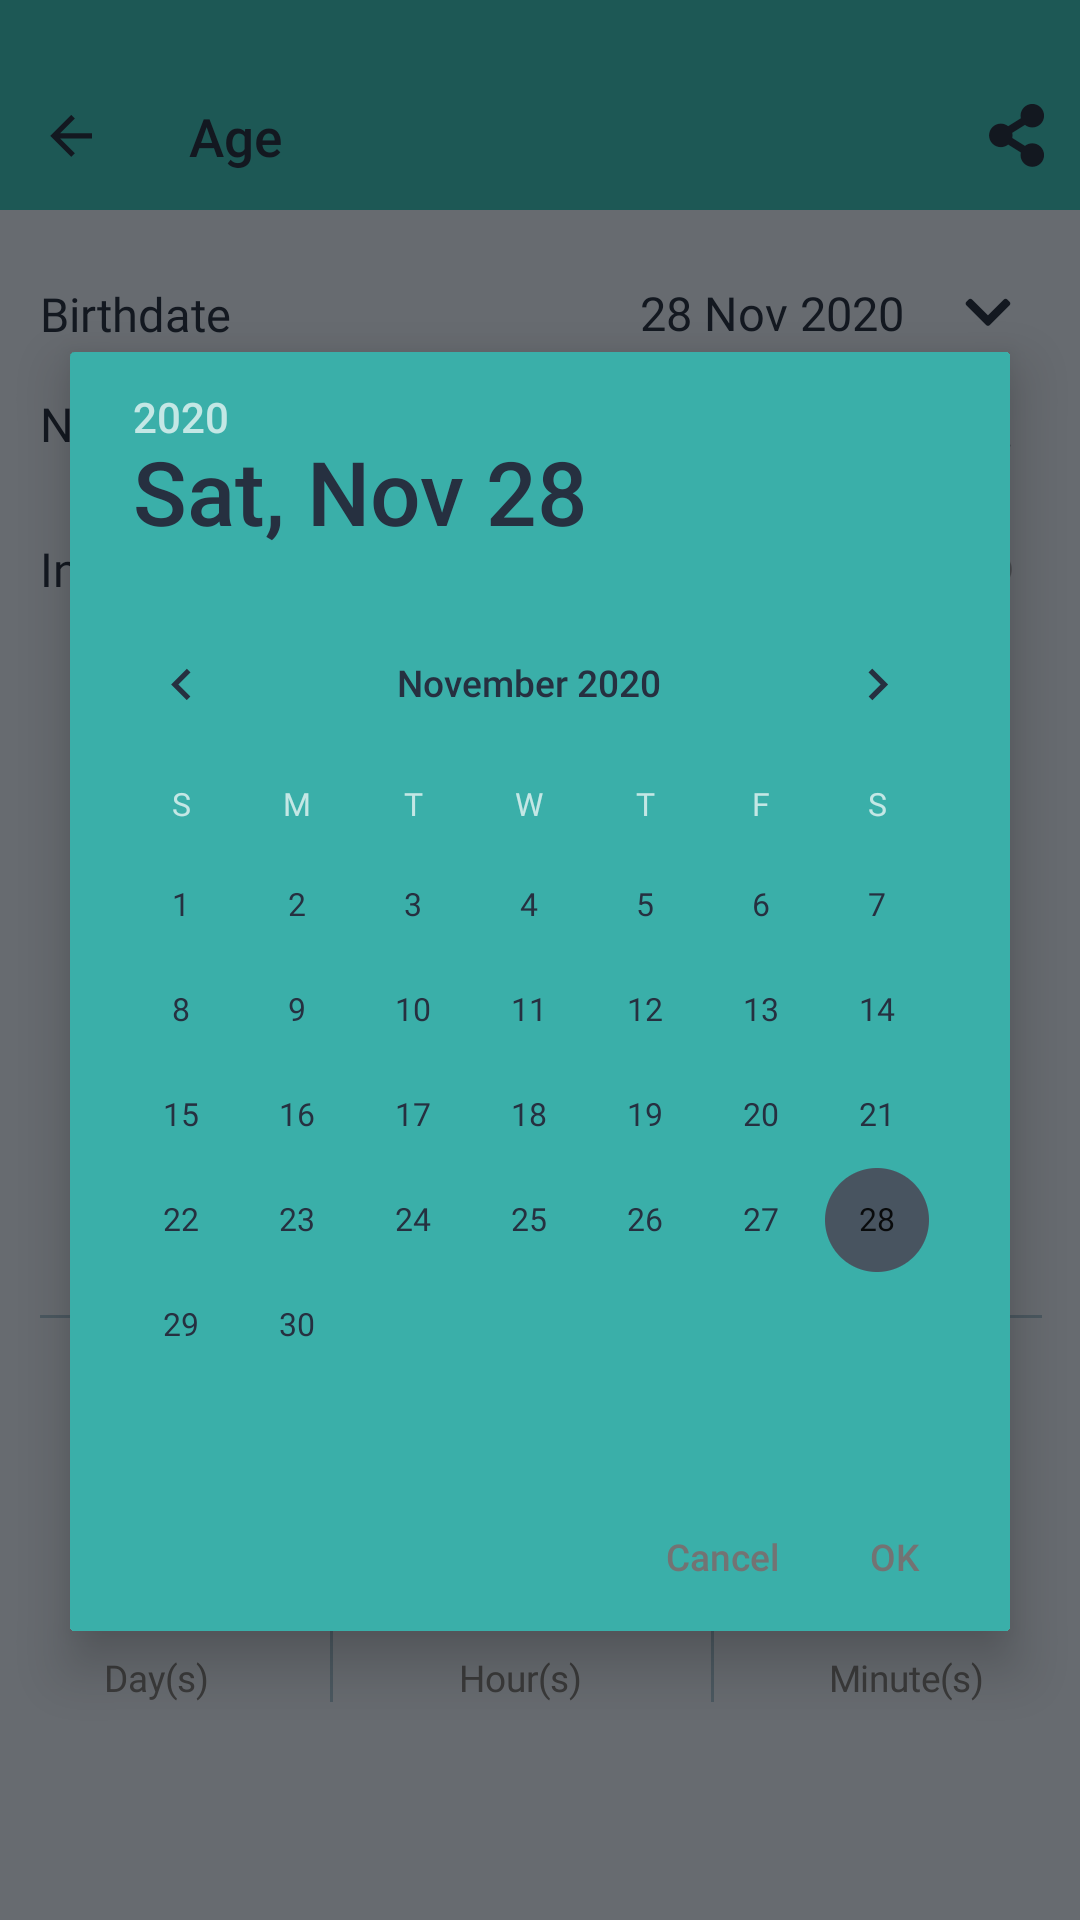 Age
Birthdate 28 Nov 2020
2020
Sat, Nov 28
November 2020
S M T W T F S
1 2 3 4 5 6 7
8 9 10 11 12 13 14
15 16 17 18 19 20 21
22 23 24 25 26 27 28
29 30
Cancel OK
Day(s) Hour(s) Minute(s)